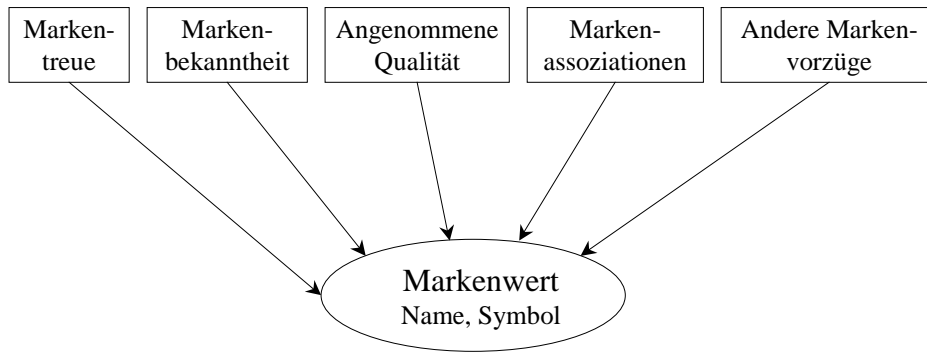 Marken-
treue
Marken-
bekanntheit
Angenommene
Qualität
Marken-
assoziationen
Andere Marken-
vorzüge
Markenwert
Name, Symbol